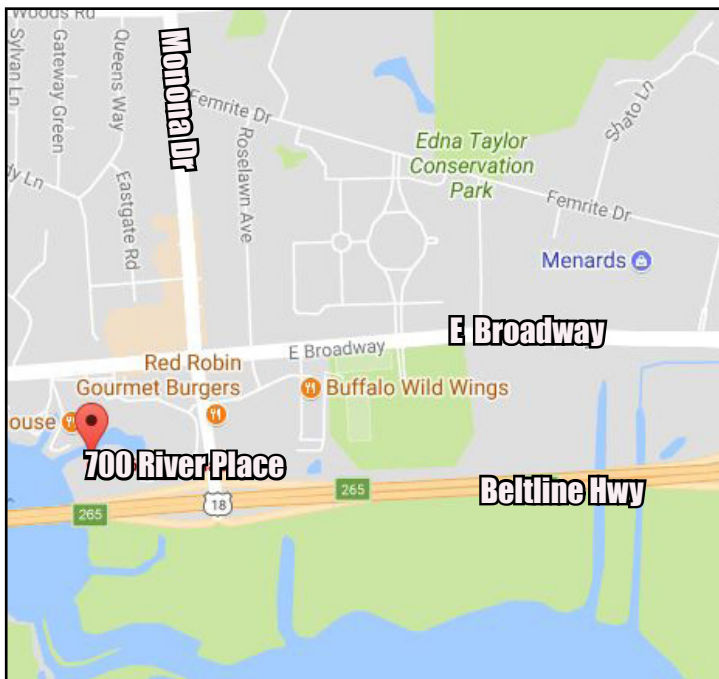 Woods Rd
Sylvan Ln
Gateway Green
Queens Way
Monona Dr
Femrite Dr
Roselawn Ave
Shato Ln
Edna Taylor
Conservation
Park
dy Ln
Eastgate Rd
Femrite Dr
Menards
E Broadway
E Broadway
Red Robin
Gourmet Burgers
Buffalo Wild Wings
ouse
700 River Place
Beltline Hwy
265
18
265